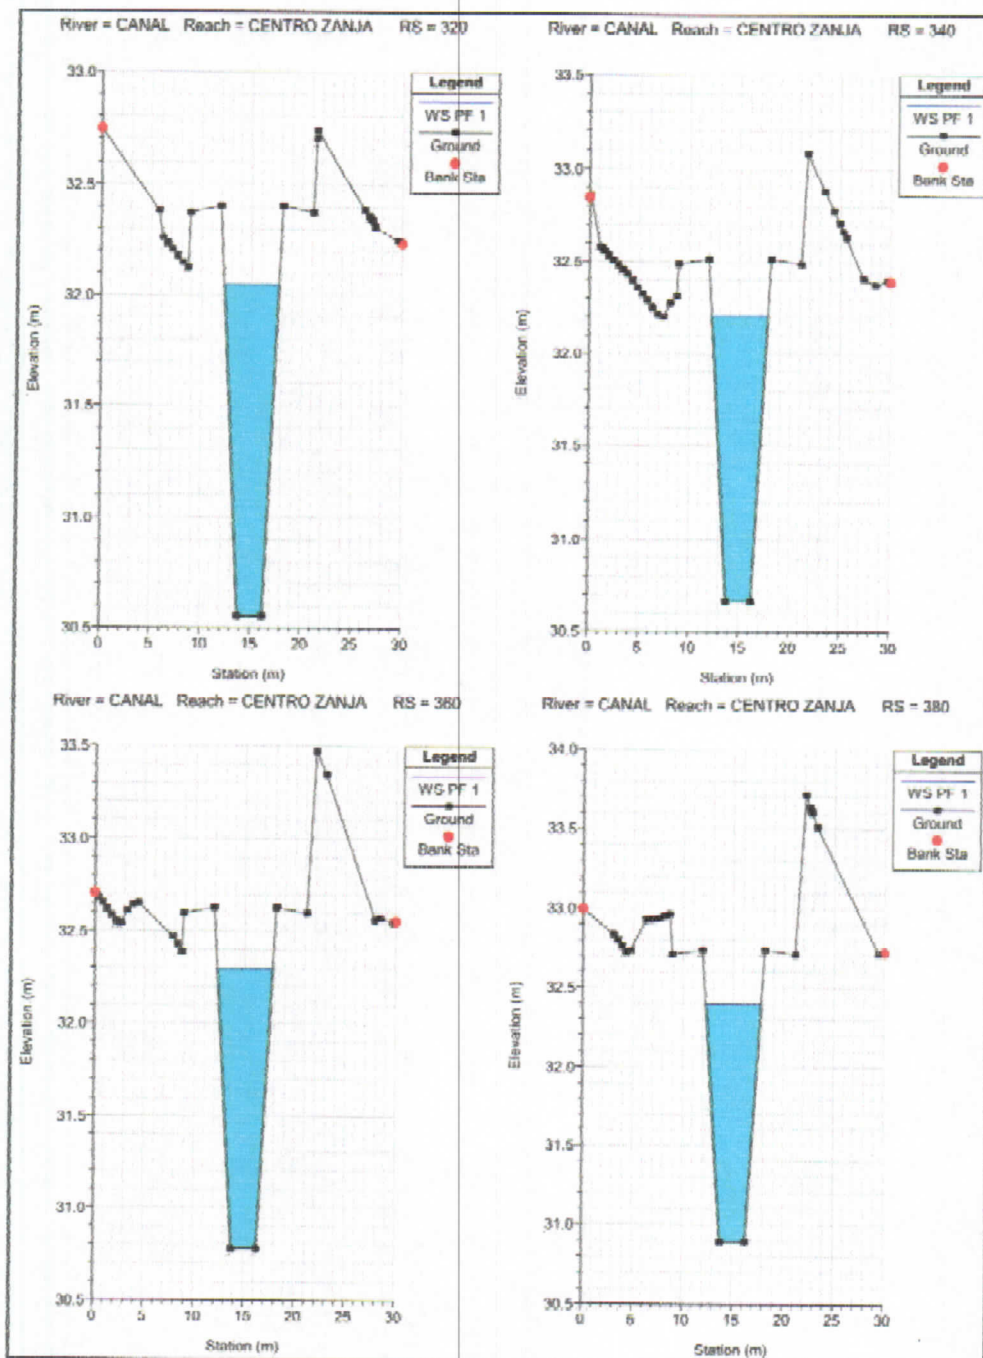 River = CANAL Reach = CENTRO ZANJA RS = 320
33.0
32.5
32.0
31.5
31.0
30.5
0 5 10 15 20 25 30
Elevation (m)
Station (m)
Legend
WS PF 1
Ground
Bank Sta
River = CANAL Reach = CENTRO ZANJA RS = 340
33.5
33.0
32.5
32.0
31.5
31.0
30.5
0 5 10 15 20 25 30
Elevation (m)
Station (m)
Legend
WS PF 1
Ground
Bank Sta
River = CANAL Reach = CENTRO ZANJA RS = 360
33.5
33.0
32.5
32.0
31.5
31.0
30.5
0 5 10 15 20 25 30
Elevation (m)
Station (m)
Legend
WS PF 1
Ground
Bank Sta
River = CANAL Reach = CENTRO ZANJA RS = 380
34.0
33.5
33.0
32.5
32.0
31.5
31.0
30.5
0 5 10 15 20 25 30
Elevation (m)
Station (m)
Legend
WS PF 1
Ground
Bank Sta